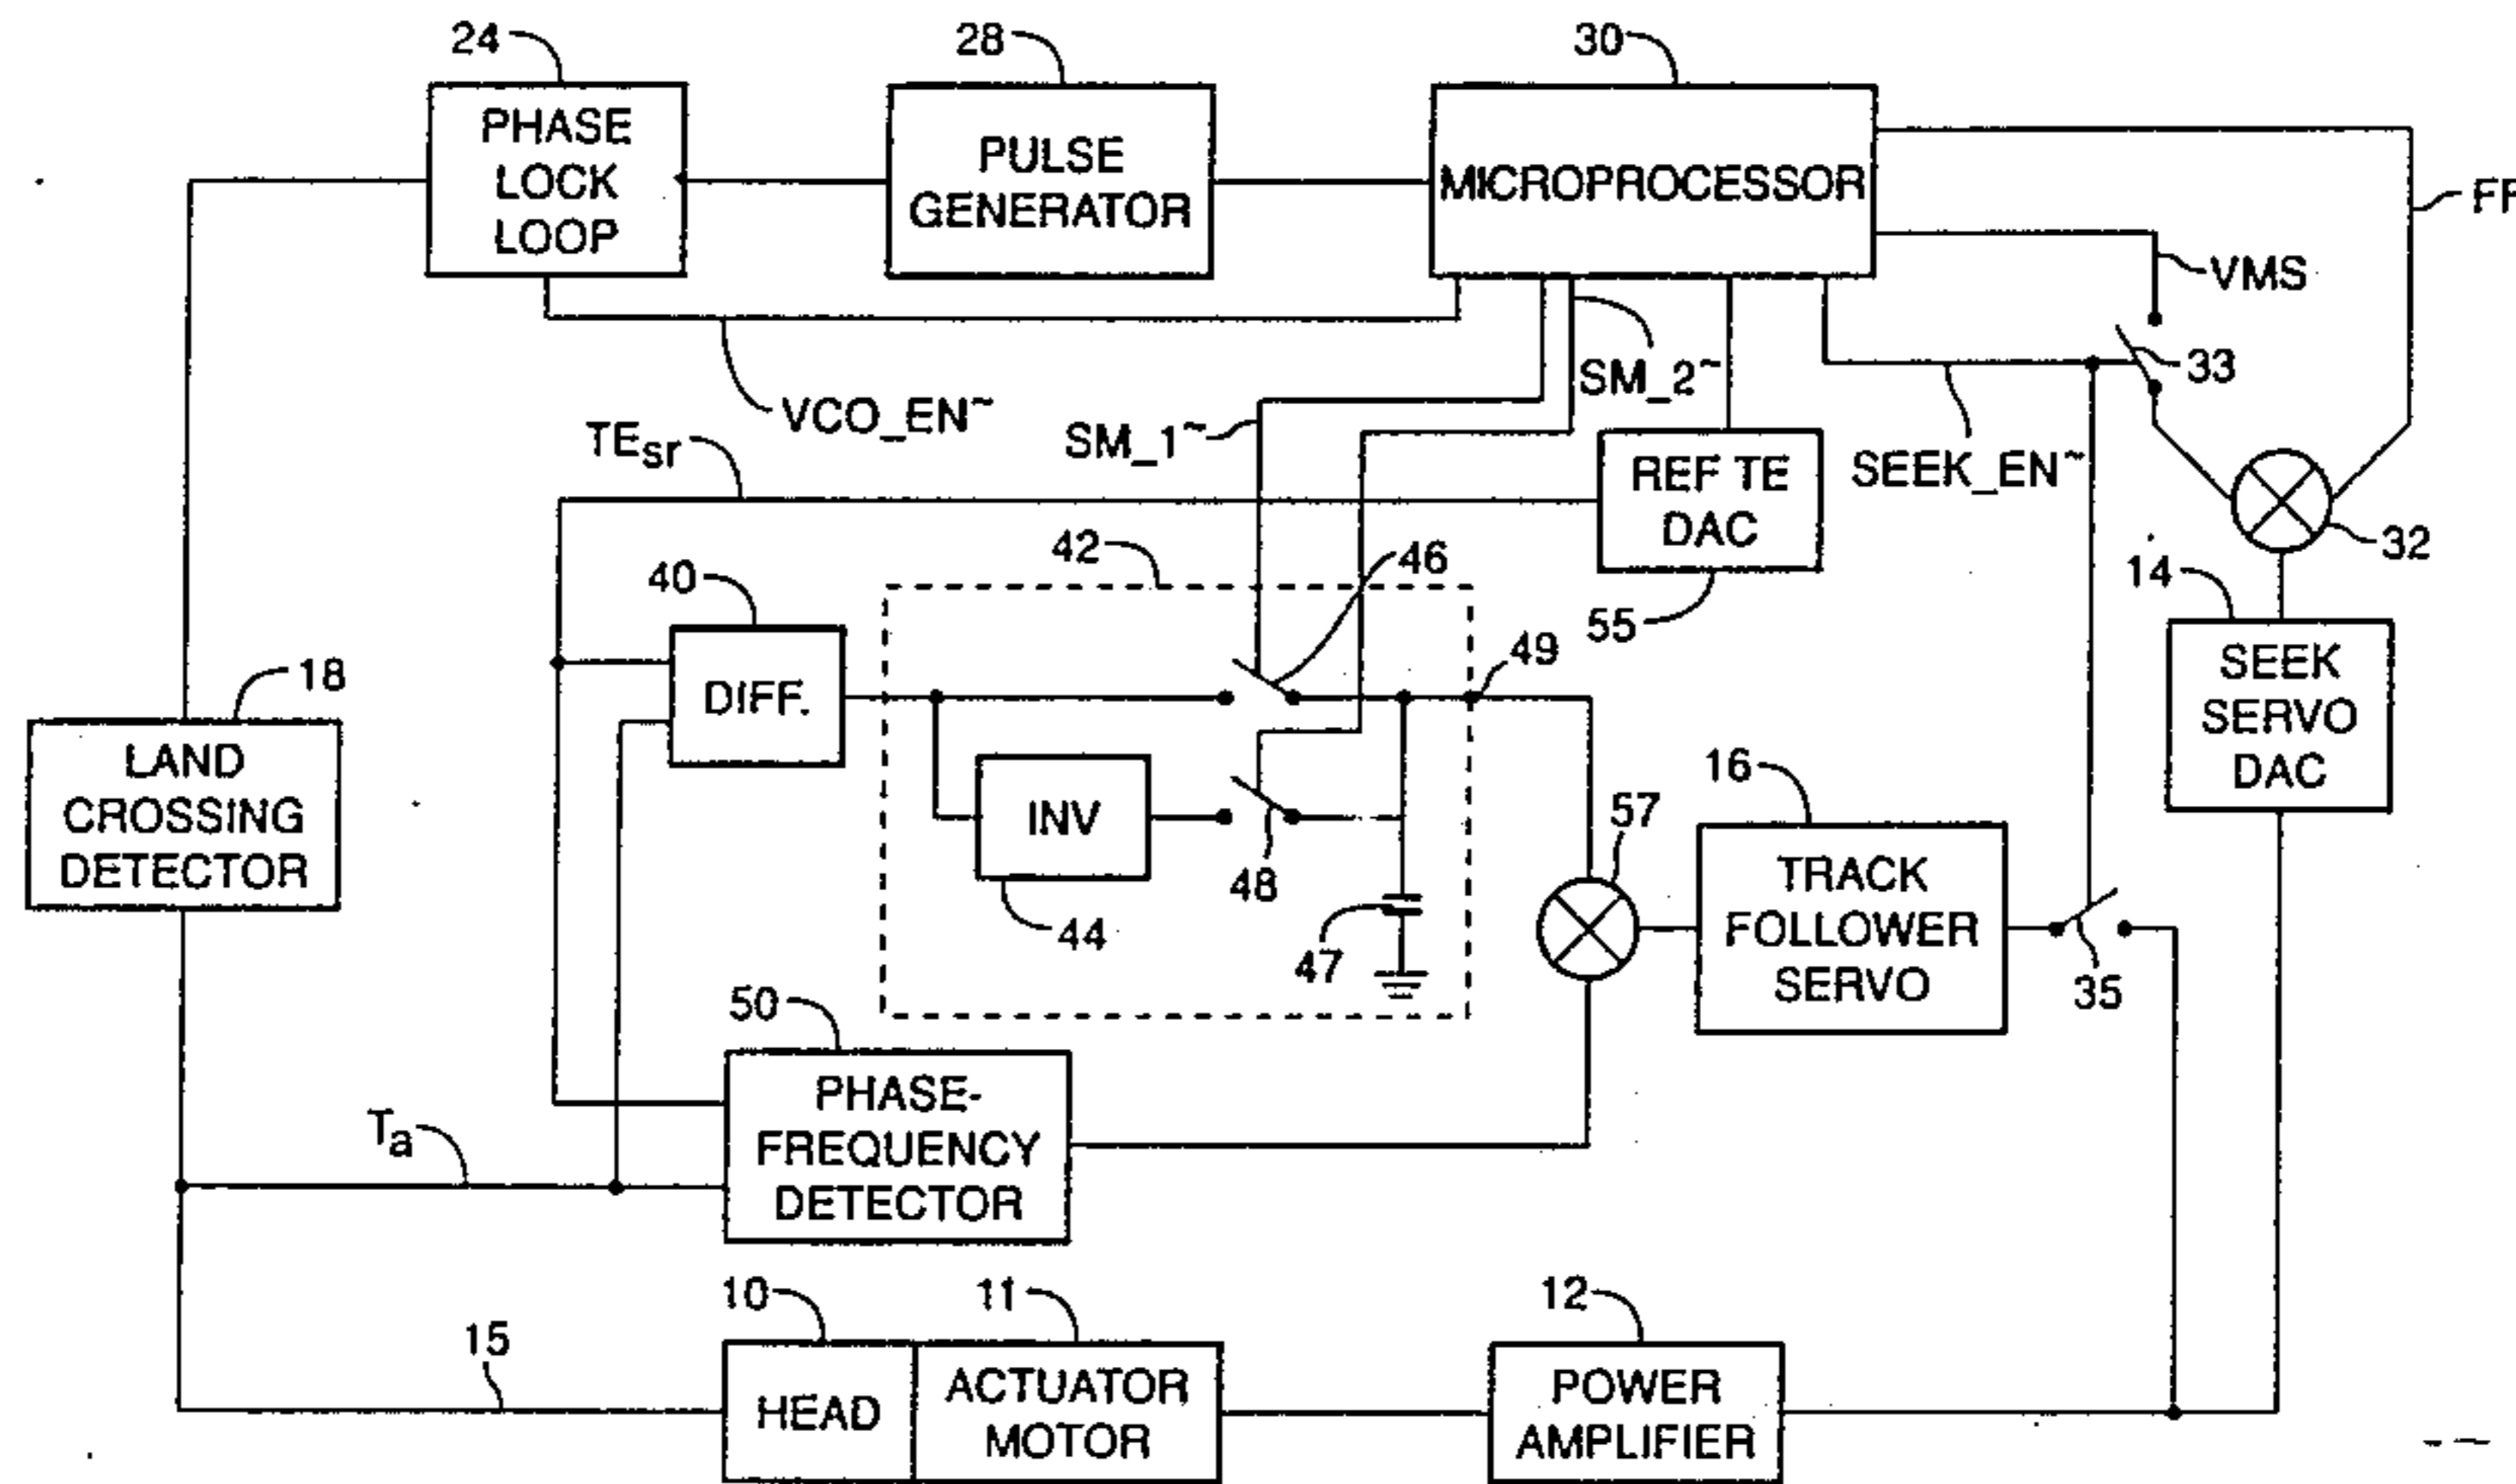 24
28
30
PHASE
LOCK
LOOP
PULSE
GENERATOR
MICROPROCESSOR
VMS
33
SM_2~
VCO_EN~
SM_1~
TEsr
REF TE
DAC
SEEK_EN~
32
42
46
40
55
14
49
18
DIFF.
SEEK
SERVO
DAC
LAND
CROSSING
DETECTOR
INV
16
57
48
44
47
TRACK
FOLLOWER
SERVO
35
50
PHASE-
FREQUENCY
DETECTOR
Ta
10
11
12
15
HEAD
ACTUATOR
MOTOR
POWER
AMPLIFIER